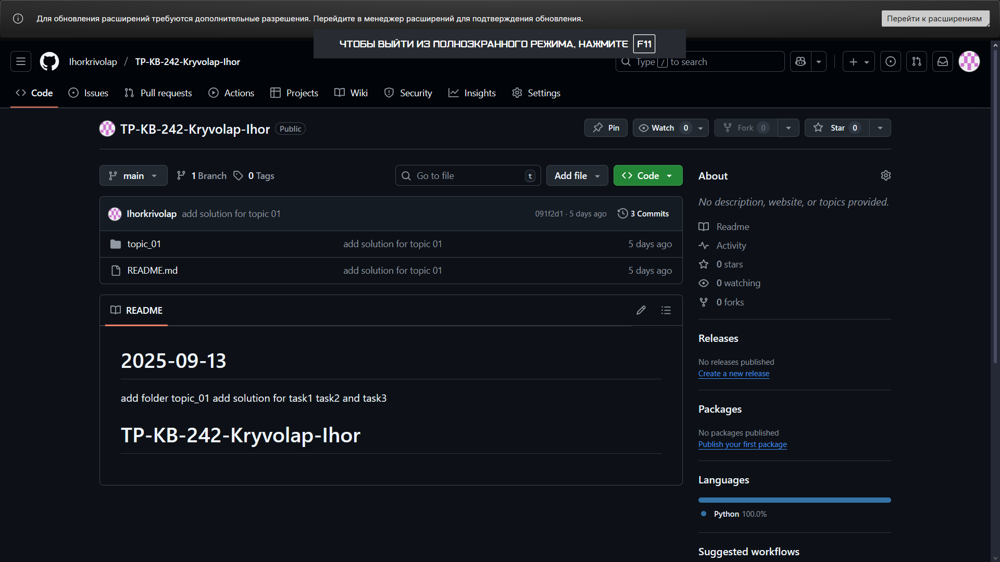 Для обновления расширений требуются дополнительные разрешения. Перейдите в менеджер расширений для подтверждения обновления.
Перейти к расширениям
ЧТОБЫ ВЫЙТИ ИЗ ПОЛНОЭКРАННОГО РЕЖИМА, НАЖМИТЕ F11
Ihorkrivolap / TP-KB-242-Kryvolap-Ihor
Type / to search
Code Issues Pull requests Actions Projects Wiki Security Insights Settings
TP-KB-242-Kryvolap-Ihor Public
Pin Watch 0 Fork 0 Star 0
main 1 Branch 0 Tags
Go to file t Add file Code
Ihorkrivolap add solution for topic 01 091f2d1 · 5 days ago 3 Commits
topic_01 add solution for topic 01 5 days ago
README.md add solution for topic 01 5 days ago
README
2025-09-13
add folder topic_01 add solution for task1 task2 and task3
TP-KB-242-Kryvolap-Ihor
About
No description, website, or topics provided.
Readme
Activity
0 stars
0 watching
0 forks
Releases
No releases published
Create a new release
Packages
No packages published
Publish your first package
Languages
Python 100.0%
Suggested workflows